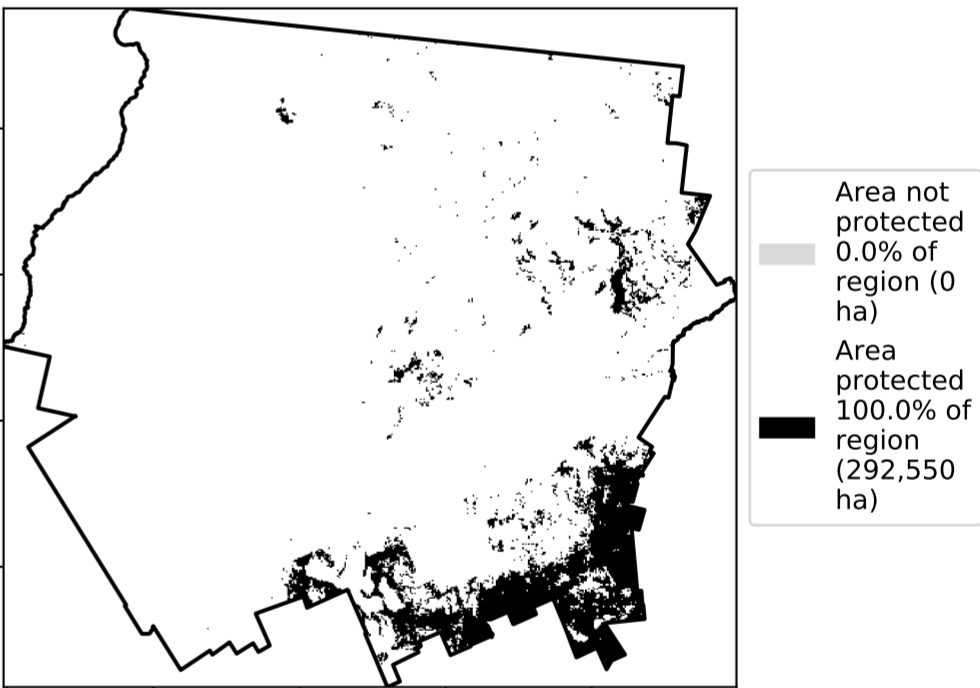 Area not
protected
0.0% of
region (0
ha)
Area
protected
100.0% of
region
(292,550
ha)